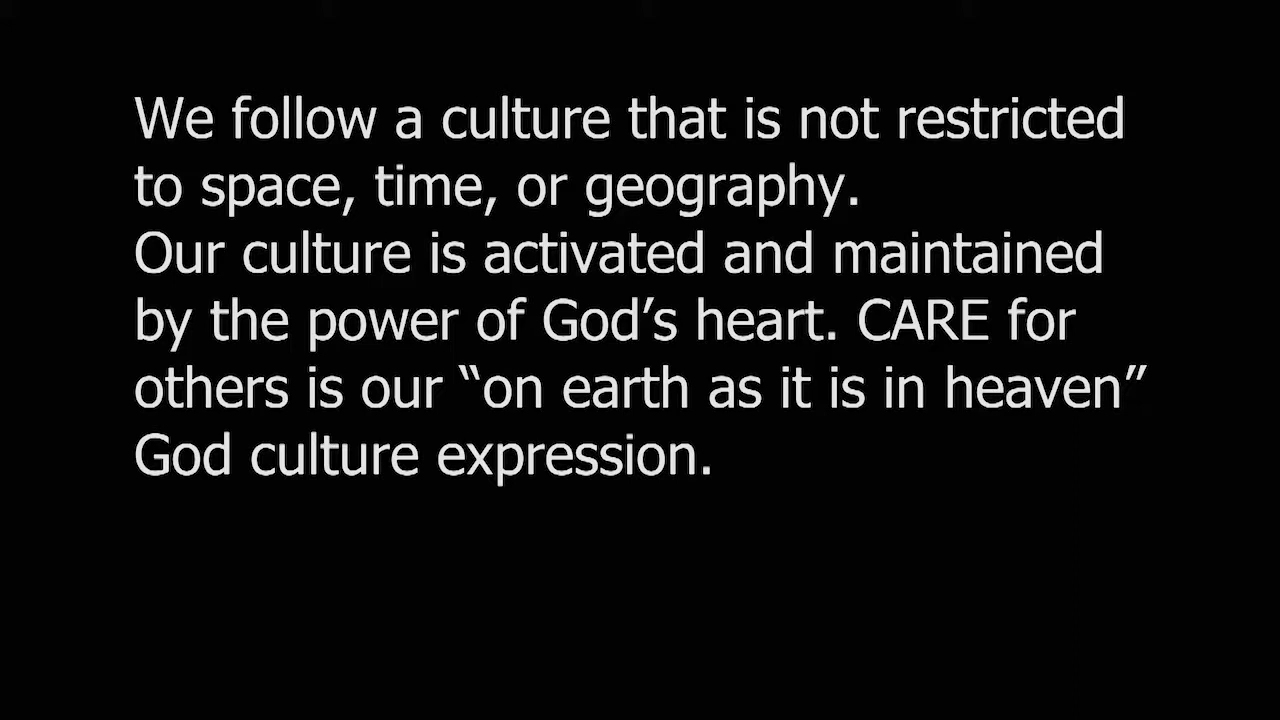 We follow a culture that is not restricted
to space, time, or geography.
Our culture is activated and maintained
by the power of God’s heart. CARE for
others is our “on earth as it is in heaven”
God culture expression.